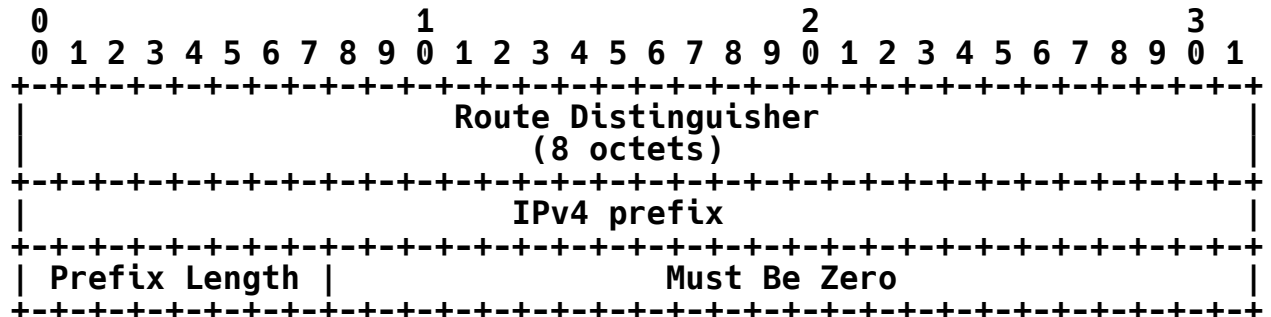 0                   1                   2                   3
 0 1 2 3 4 5 6 7 8 9 0 1 2 3 4 5 6 7 8 9 0 1 2 3 4 5 6 7 8 9 0 1
+-+-+-+-+-+-+-+-+-+-+-+-+-+-+-+-+-+-+-+-+-+-+-+-+-+-+-+-+-+-+-+-+
|                      Route Distinguisher                      |
|                          (8 octets)                           |
+-+-+-+-+-+-+-+-+-+-+-+-+-+-+-+-+-+-+-+-+-+-+-+-+-+-+-+-+-+-+-+-+
|                         IPv4 prefix                           |
+-+-+-+-+-+-+-+-+-+-+-+-+-+-+-+-+-+-+-+-+-+-+-+-+-+-+-+-+-+-+-+-+
| Prefix Length |                 Must Be Zero                  |
+-+-+-+-+-+-+-+-+-+-+-+-+-+-+-+-+-+-+-+-+-+-+-+-+-+-+-+-+-+-+-+-+